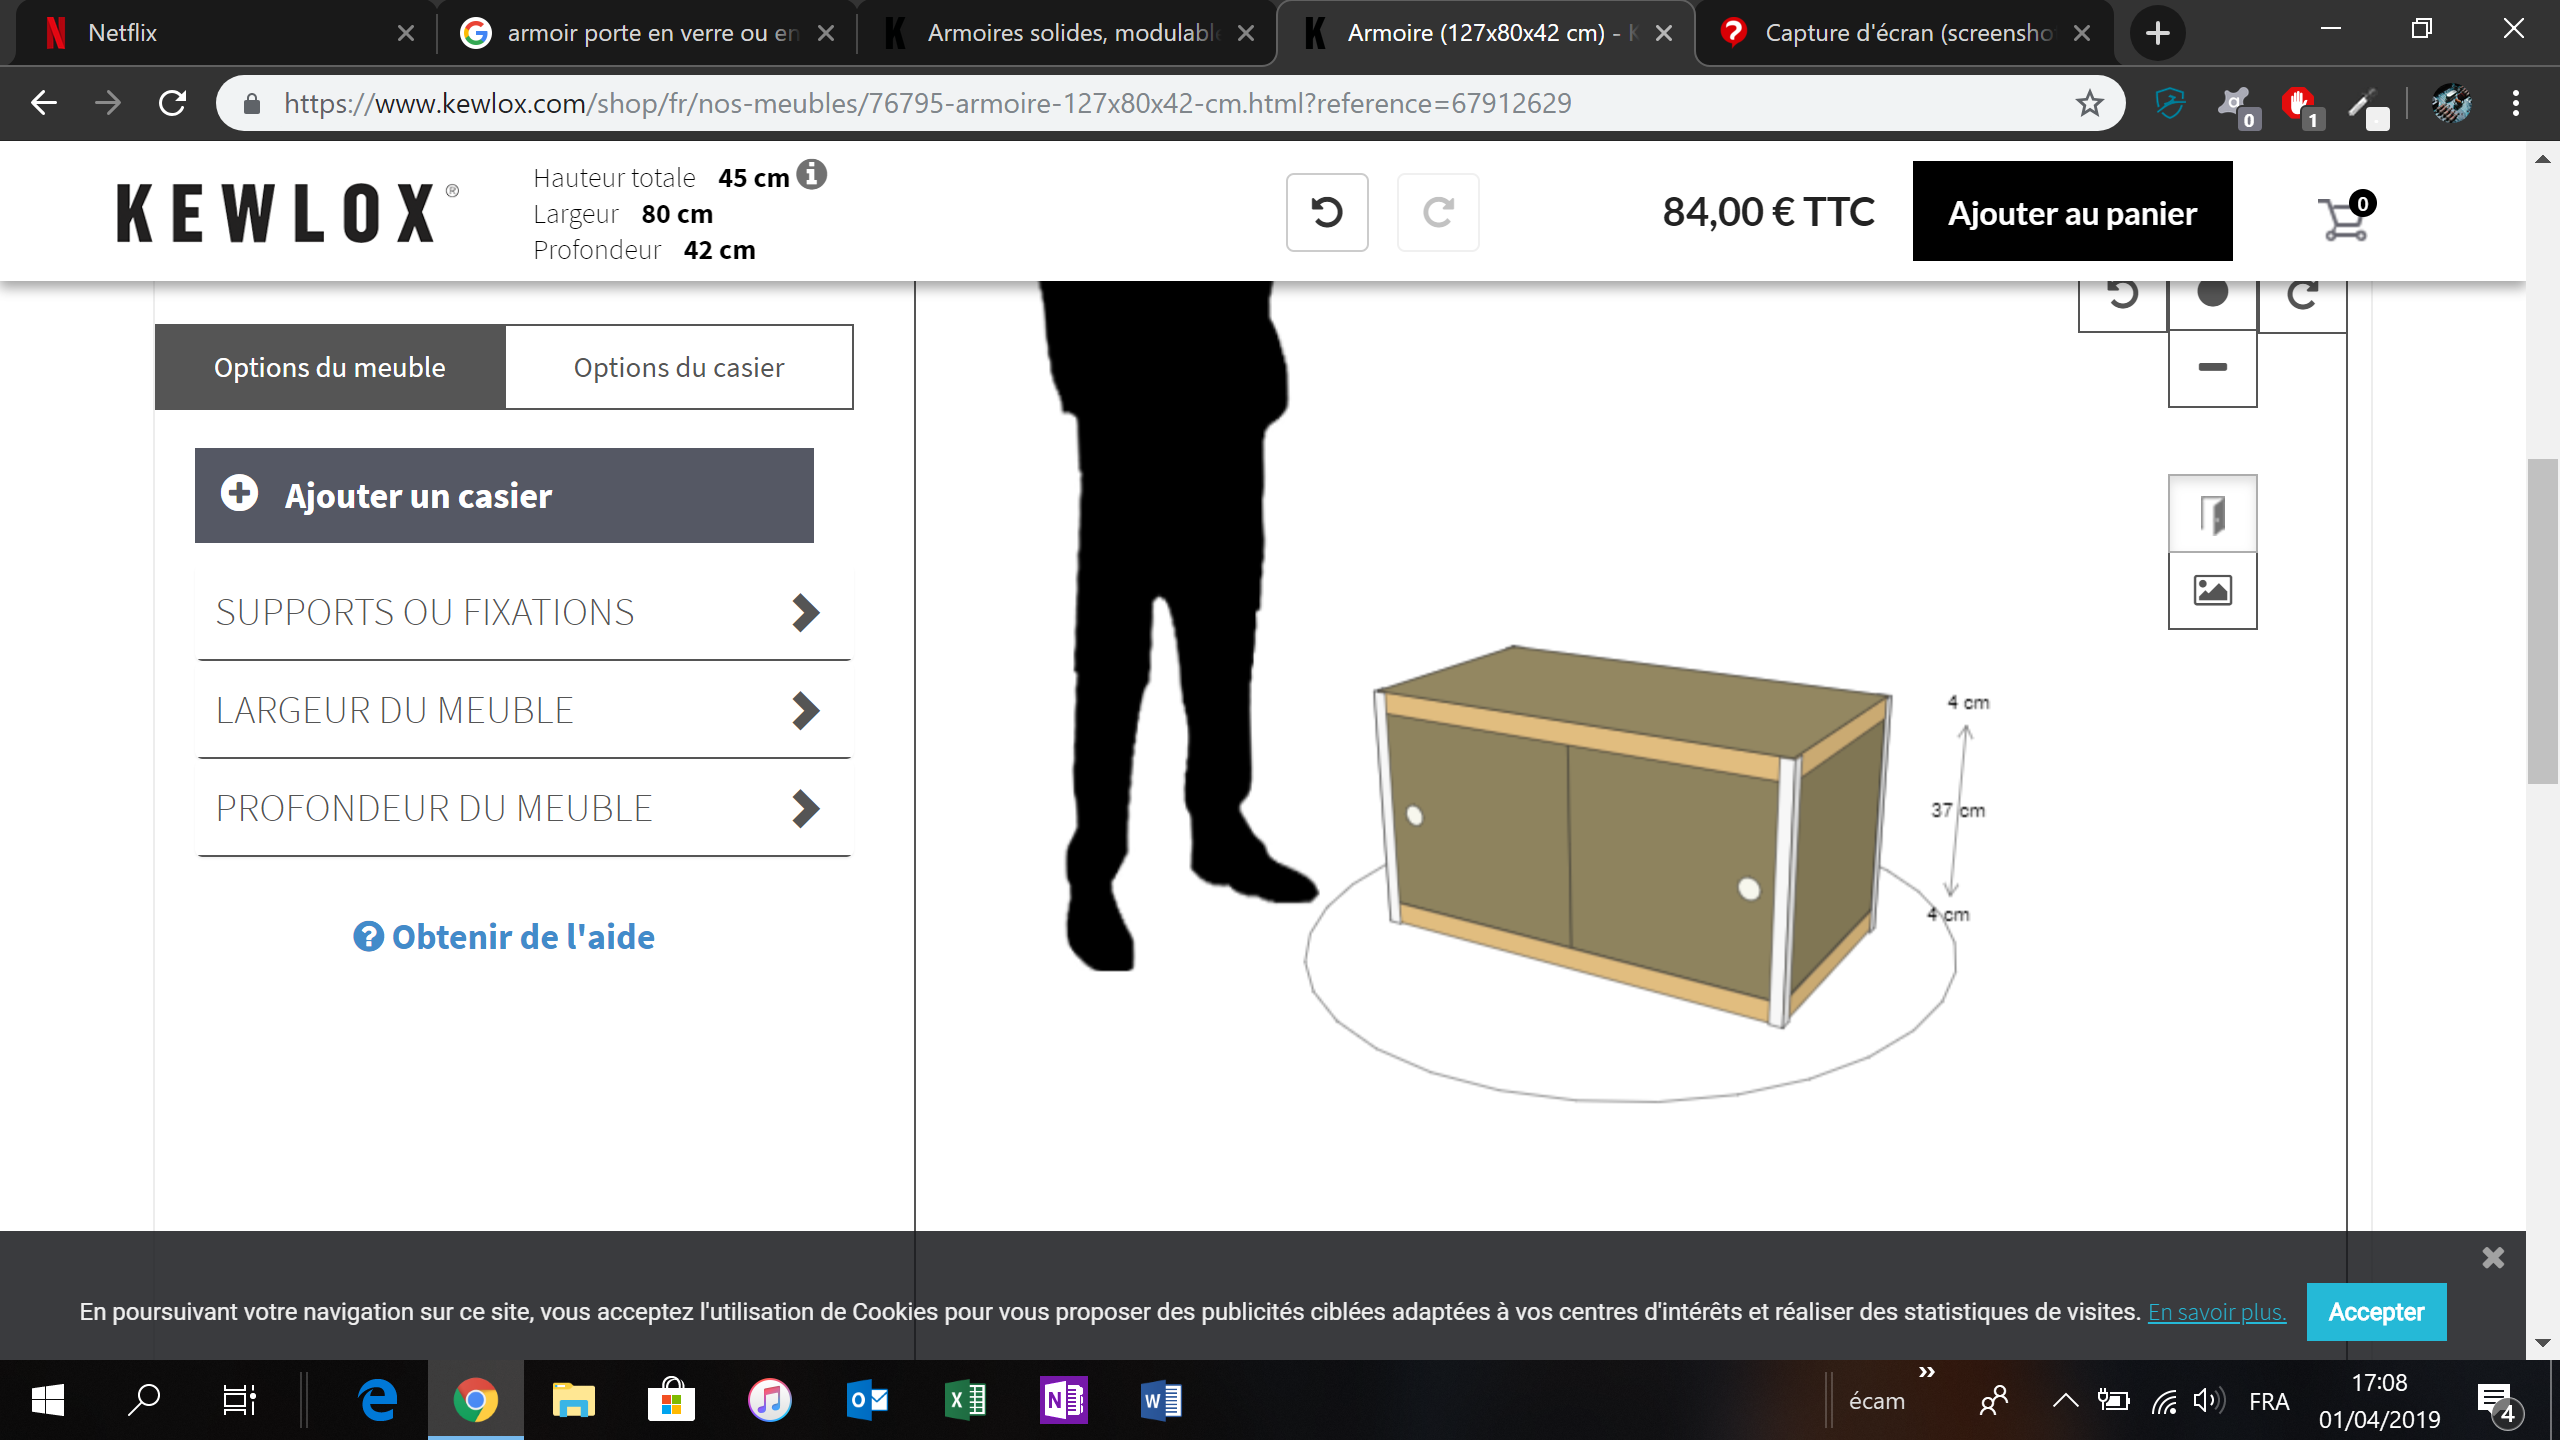 Netflix
armoir porte en verre ou en
Armoires solides, modulable
Armoire (127x80x42 cm) - K
Capture d'écran (screensho
https://www.kewlox.com/shop/fr/nos-meubles/76795-armoire-127x80x42-cm.html?reference=67912629
0
1
KEWLOX®
Hauteur totale 45 cm
Largeur 80 cm
Profondeur 42 cm
84,00 € TTC
Ajouter au panier
0
Options du meuble
Options du casier
Ajouter un casier
SUPPORTS OU FIXATIONS
LARGEUR DU MEUBLE
PROFONDEUR DU MEUBLE
Obtenir de l'aide
4 cm
37 cm
4 cm
En poursuivant votre navigation sur ce site, vous acceptez l'utilisation de Cookies pour vous proposer des publicités ciblées adaptées à vos centres d'intérêts et réaliser des statistiques de visites. En savoir plus.
Accepter
écam
FRA
17:08
01/04/2019
4